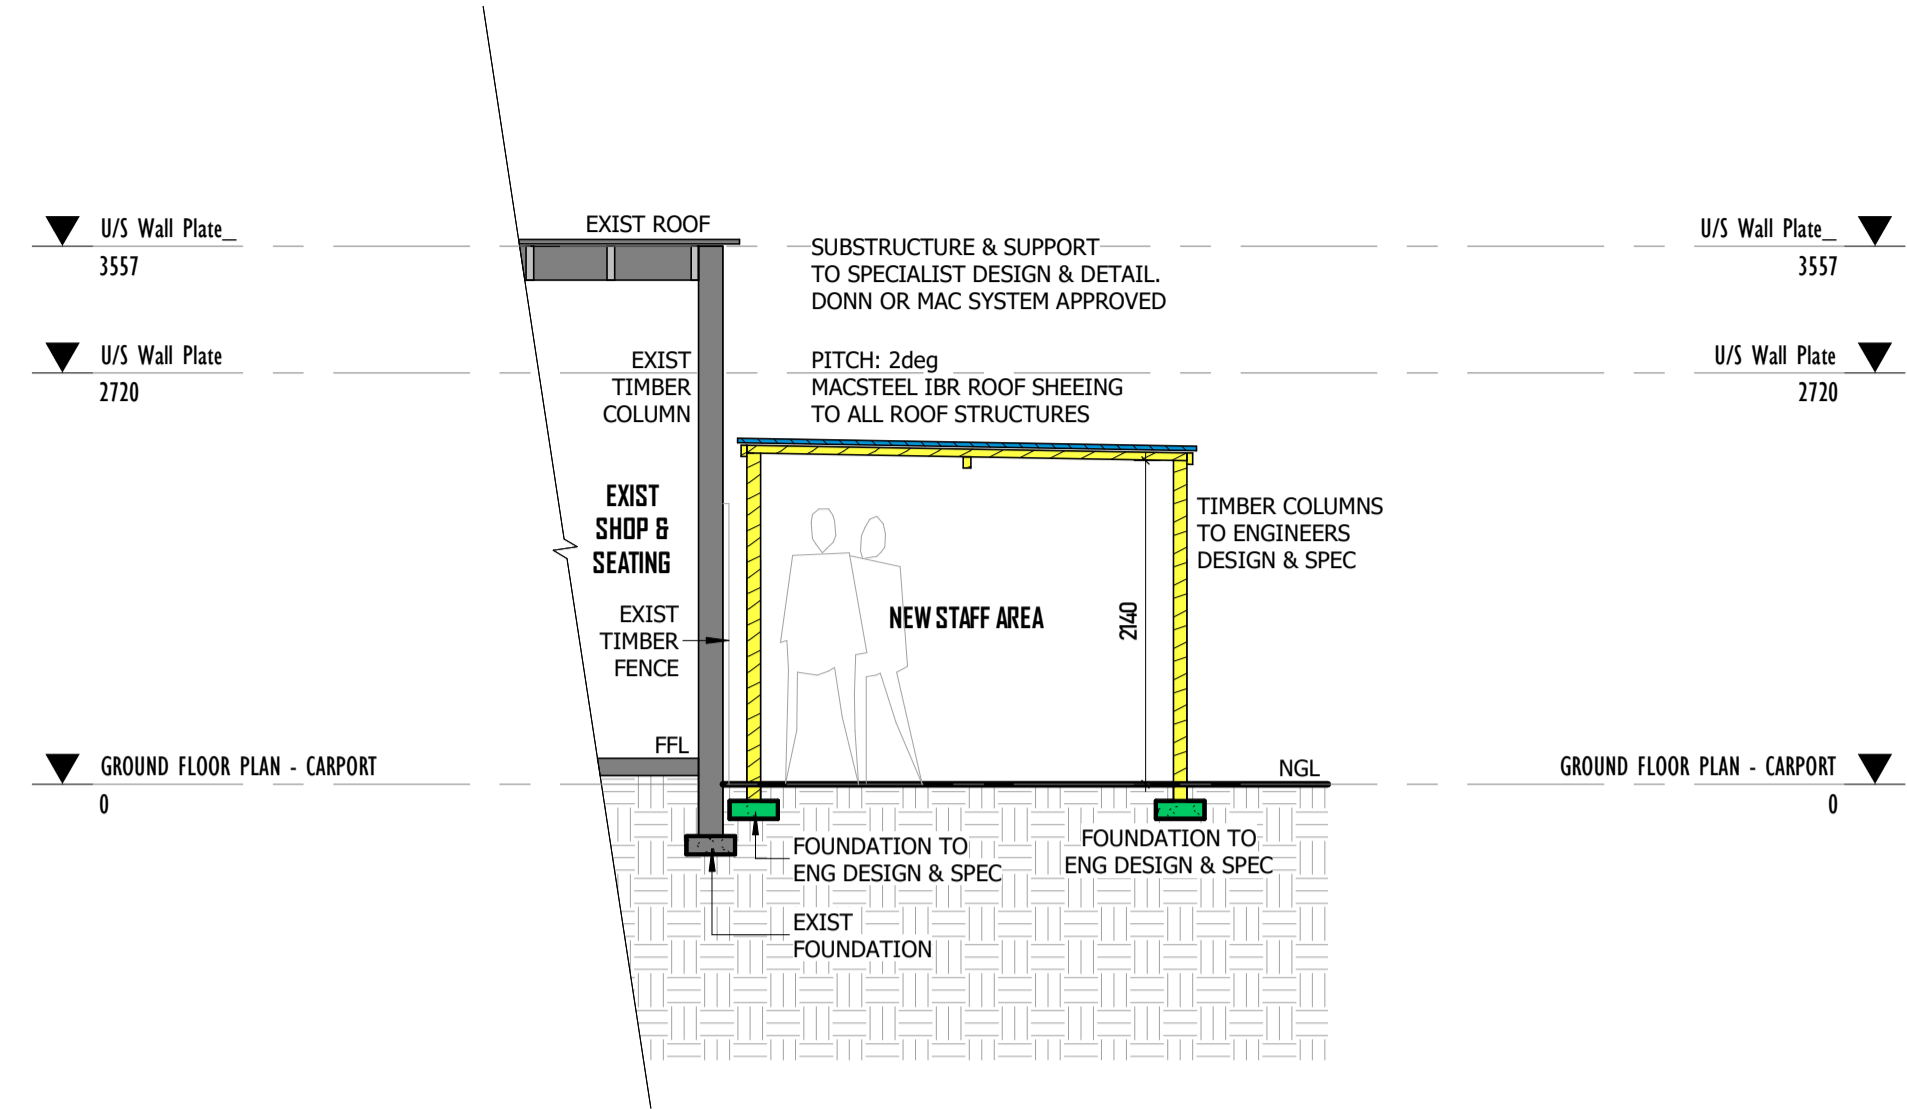 EXIST ROOF
U/S Wall Plate_
3557
U/S Wall Plate_
3557
SUBSTRUCTURE & SUPPORT
TO SPECIALIST DESIGN & DETAIL.
DONN OR MAC SYSTEM APPROVED
U/S Wall Plate
2720
U/S Wall Plate
2720
EXIST
TIMBER
COLUMN
PITCH: 2deg
MACSTEEL IBR ROOF SHEEING
TO ALL ROOF STRUCTURES
EXIST
SHOP &
SEATING
TIMBER COLUMNS
TO ENGINEERS
DESIGN & SPEC
EXIST
TIMBER
FENCE
NEW STAFF AREA
2140
FFL
NGL
GROUND FLOOR PLAN - CARPORT
0
GROUND FLOOR PLAN - CARPORT
0
FOUNDATION TO
ENG DESIGN & SPEC
FOUNDATION TO
ENG DESIGN & SPEC
EXIST
FOUNDATION